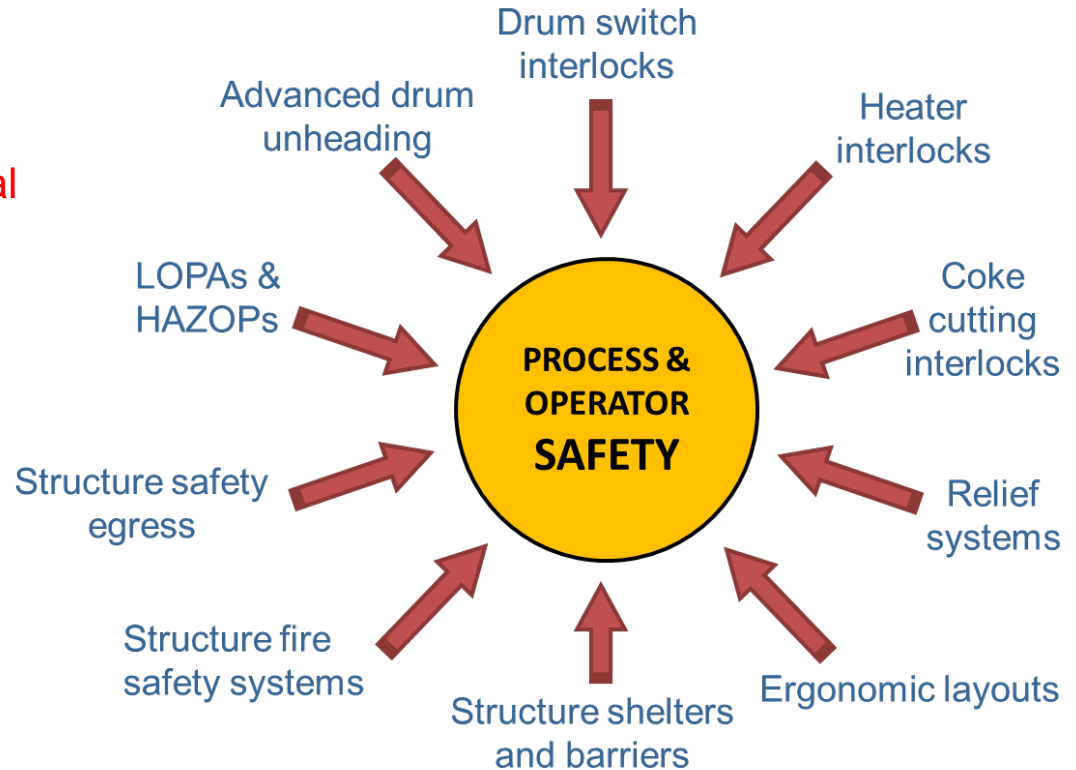 Drum switch
interlocks
Advanced drum
unheading
Heater
interlocks
al
LOPAs &
HAZOPs
Coke
cutting
interlocks
PROCESS &
OPERATOR
SAFETY
Structure safety
egress
Relief
systems
Structure fire
safety systems
Ergonomic layouts
Structure shelters
and barriers